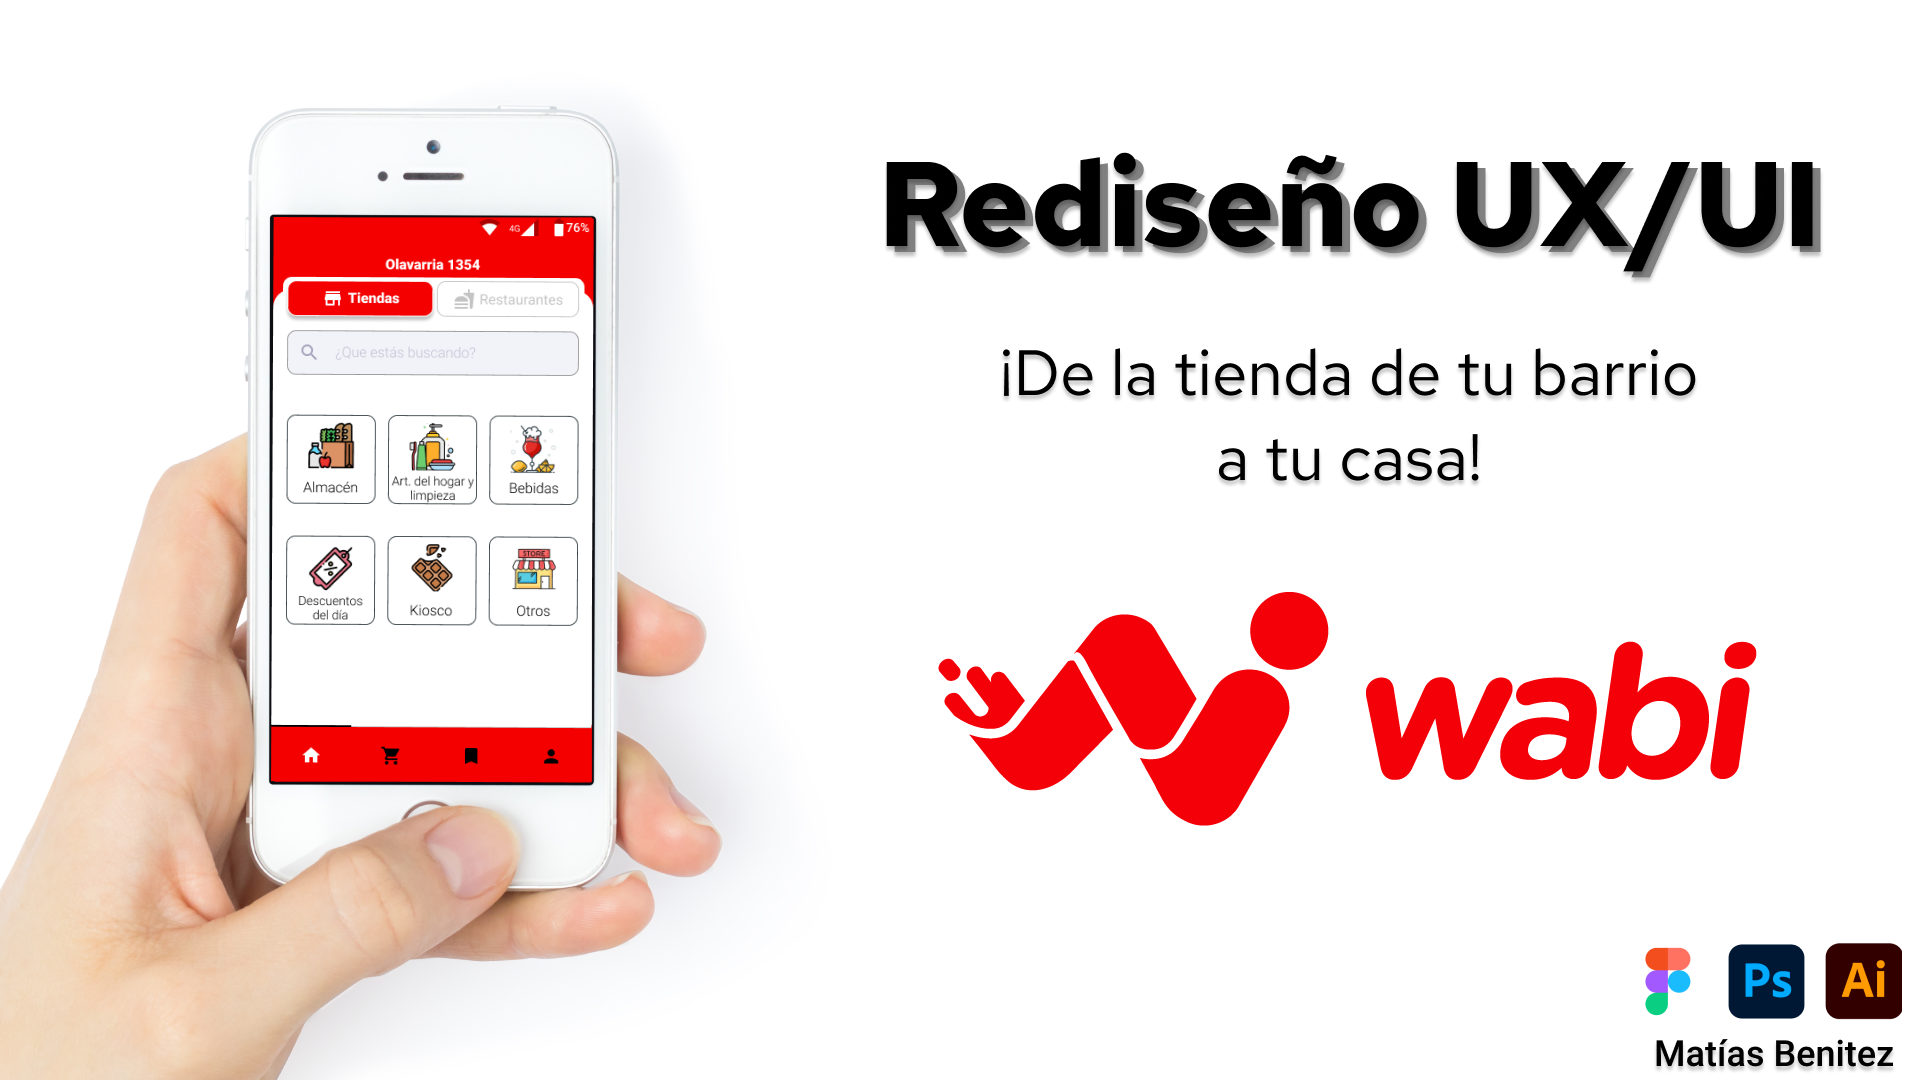 Rediseño UX/UI
¡De la tienda de tu barrio
a tu casa!
wabi
4G
76%
Olavarria 1354
Tiendas
Restaurantes
¿Que estás buscando?
Almacén
Art. del hogar y
limpieza
Bebidas
Descuentos
del día
Kiosco
STORE
Otros
Ps
Ai
Matías Benitez